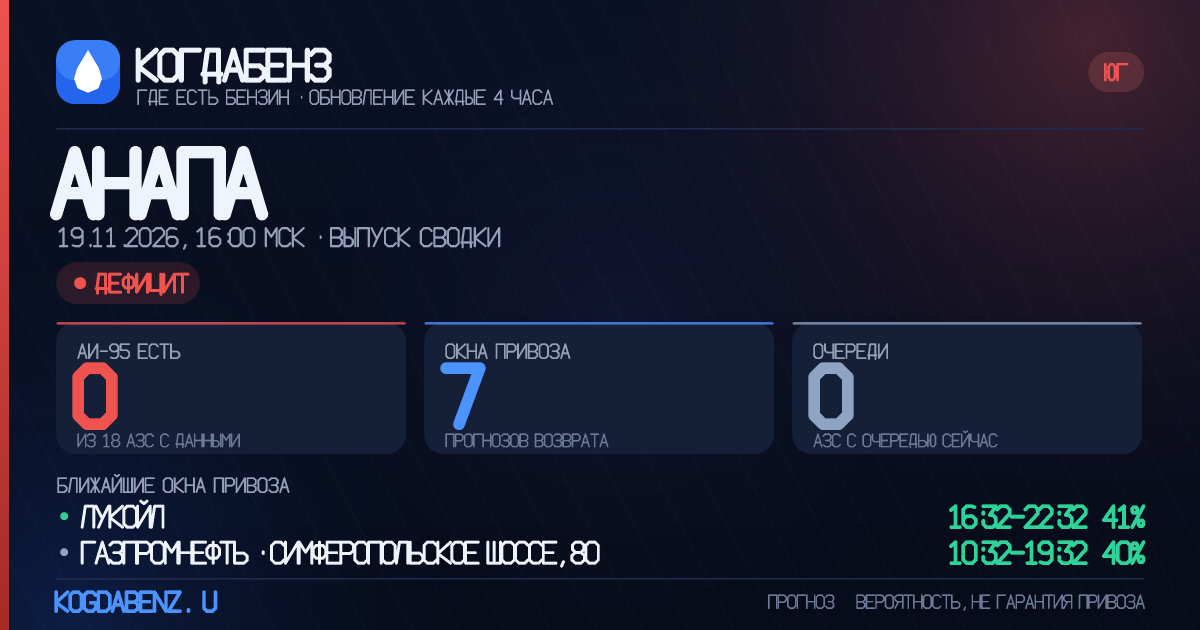 КОГДАБЕНЗ
ГДЕ ЕСТЬ БЕНЗИН · ОБНОВЛЕНИЕ КАЖДЫЕ 4 ЧАСА
ЮГ
АНАПА
19.11.2026, 16:00 МСК · ВЫПУСК СВОДКИ
• ДЕФИЦИТ
АИ-95 ЕСТЬ
0
ИЗ 18 АЗС С ДАННЫМИ
ОКНА ПРИВОЗА
7
ПРОГНОЗОВ ВОЗВРАТА
ОЧЕРЕДИ
0
АЗС С ОЧЕРЕДЬЮ СЕЙЧАС
БЛИЖАЙШИЕ ОКНА ПРИВОЗА
• ЛУКОЙЛ 16:32–22:32 41%
• ГАЗПРОМНЕФТЬ · СИМФЕРОПОЛЬСКОЕ ШОССЕ, 80 10:32–19:32 40%
KOGDABENZ. U
ПРОГНОЗ ВЕРОЯТНОСТЬ, НЕ ГАРАНТИЯ ПРИВОЗА